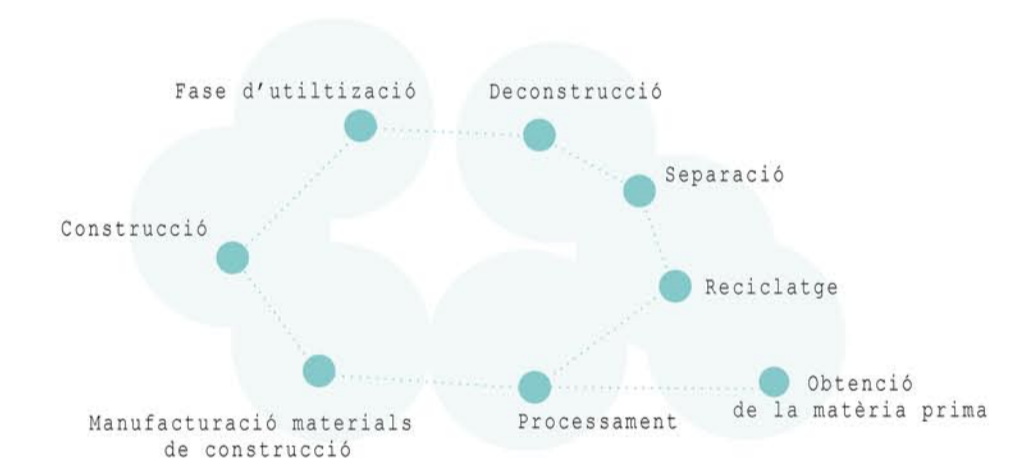 Fase d'utiltizació
Deconstrucció
Separació
Construcció
Reciclatge
Obtenció
de la matèria prima
Processament
Manufacturació materials
de construcció